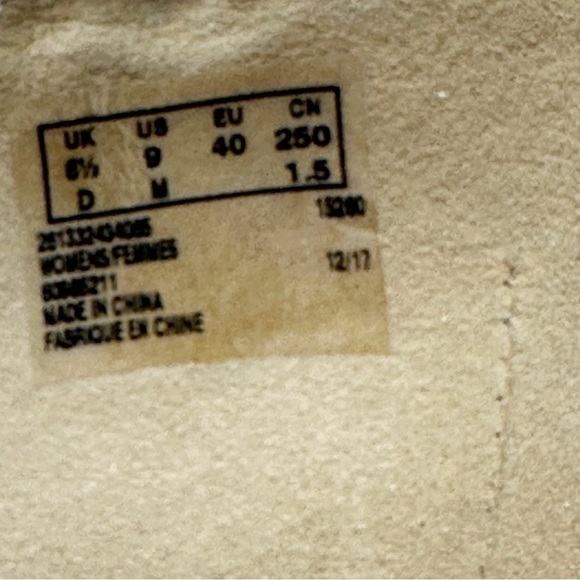 UK US EU CN
6½ 9 40 250
D M 1.5
15260
WOMENS/FEMMES
12/17
MADE IN CHINA
FABRIQUE EN CHINE